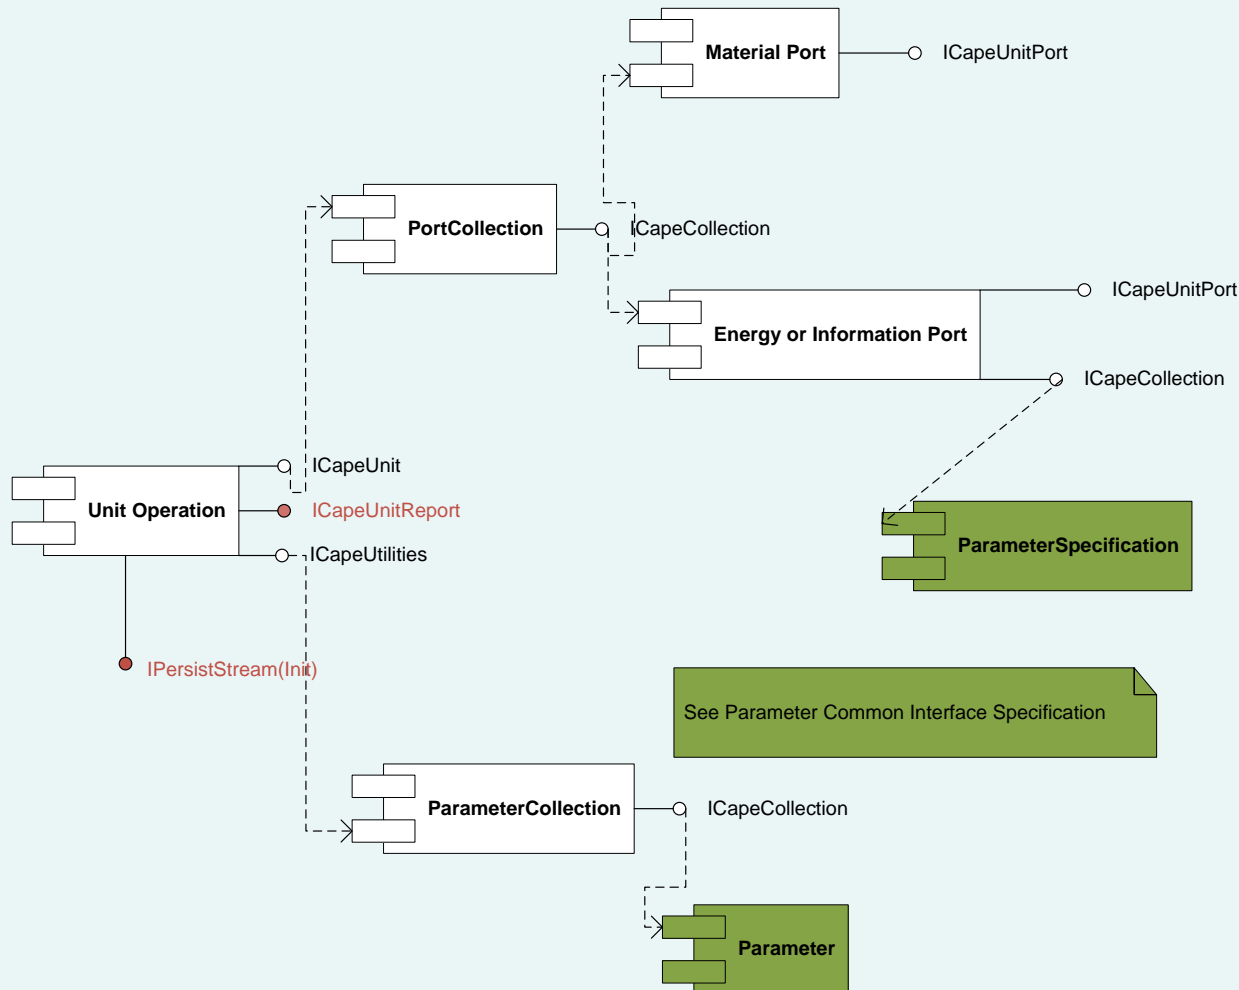 Material Port
ICapeUnitPort
PortCollection
ICapeCollection
ICapeUnitPort
Energy or Information Port
ICapeCollection
ICapeUnit
Unit Operation
ICapeUnitReport
ICapeUtilities
ParameterSpecification
IPersistStream(Init)
See Parameter Common Interface Specification
ParameterCollection
ICapeCollection
Parameter